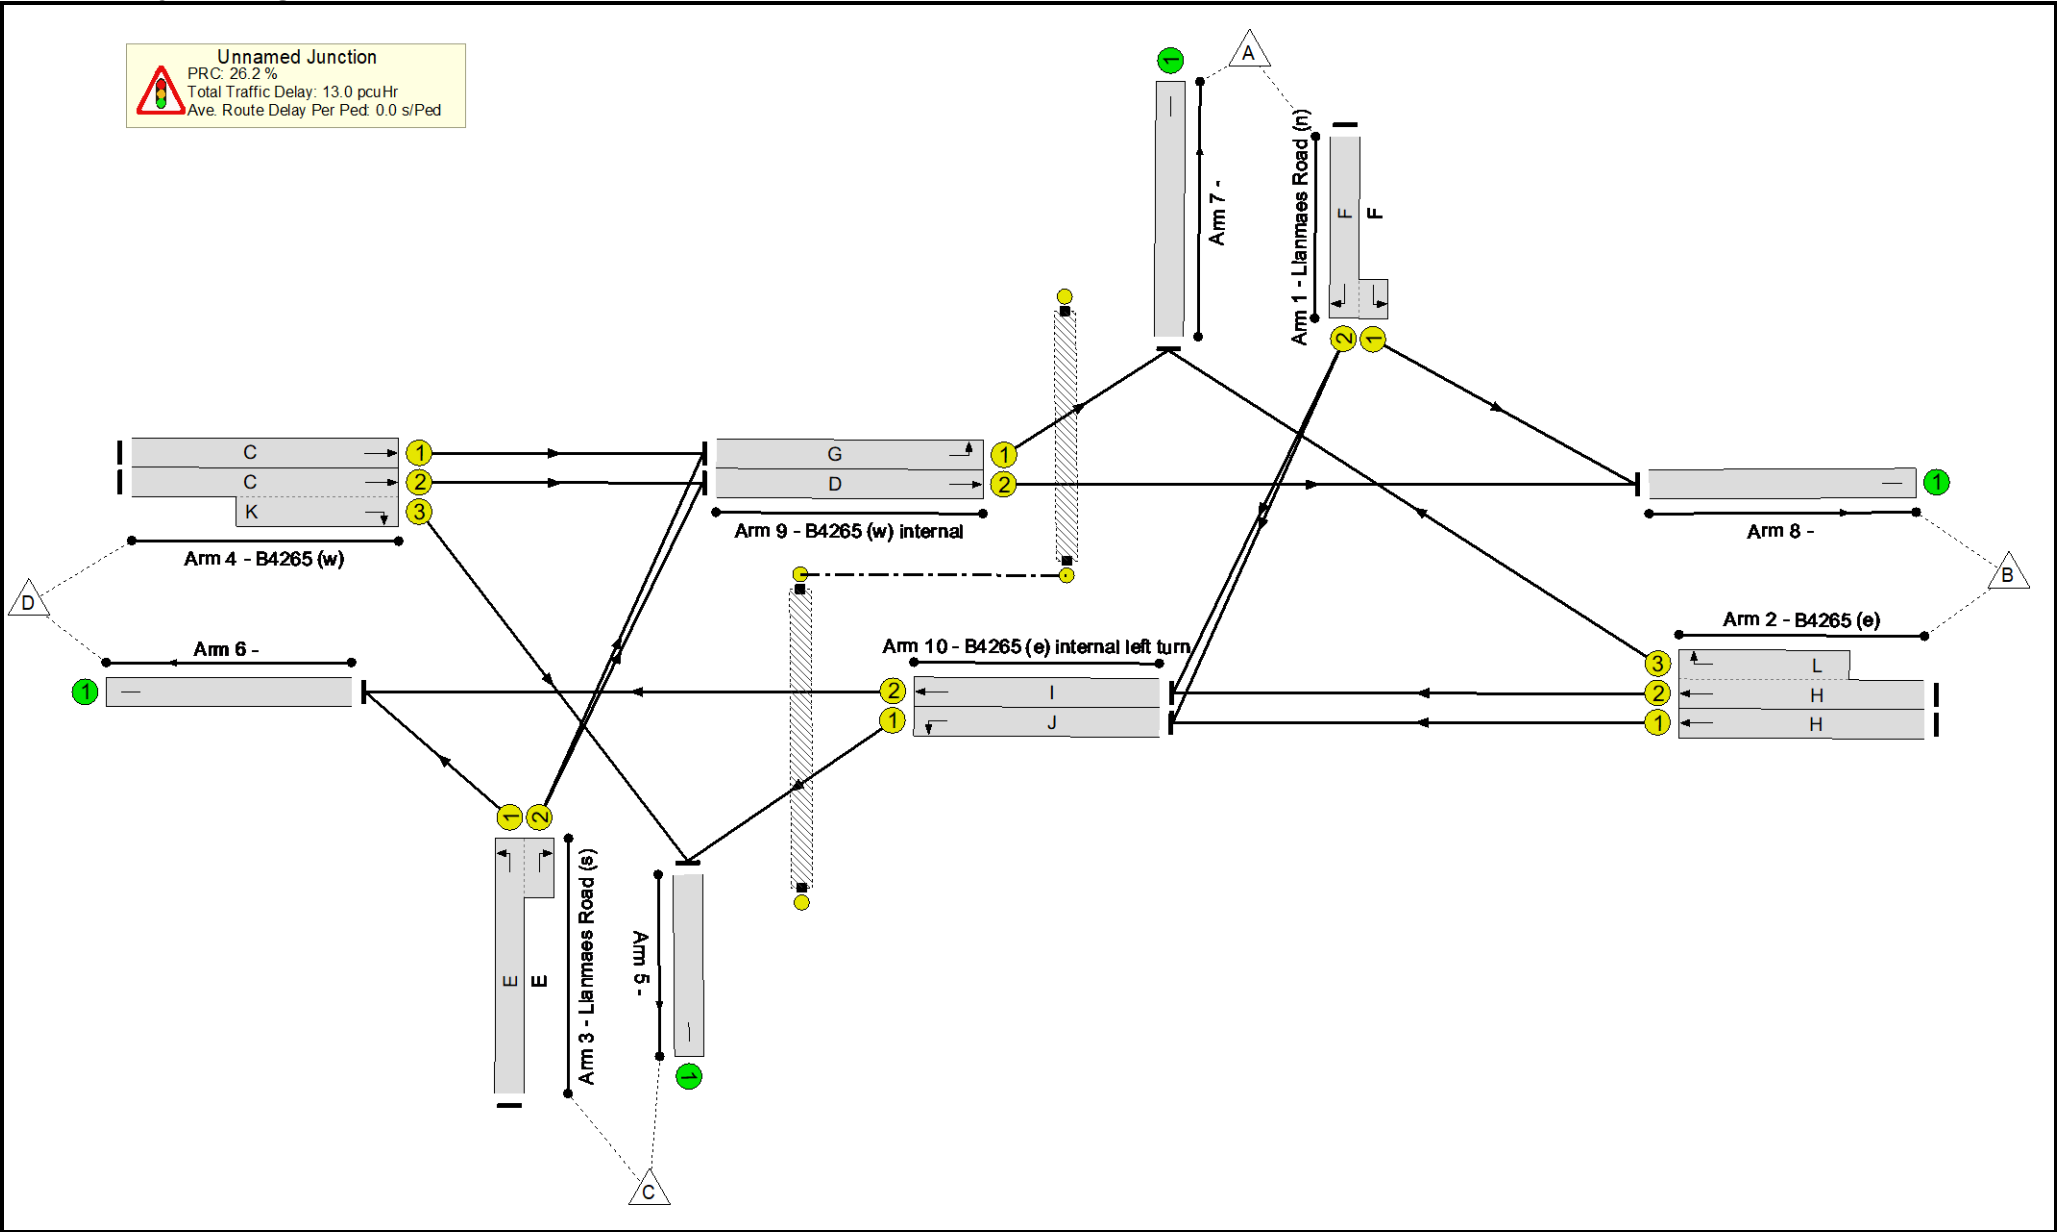 Unnamed Junction
PRC: 26.2 %
Total Traffic Delay: 13.0 pcuHr
Ave. Route Delay Per Ped: 0.0 s/Ped
1
A
Arm 7 -
Arm 1 - Llanmaes Road (n)
F
F
2
1
C
1
C
2
K
3
Arm 4 - B4265 (w)
G
1
D
2
Arm 9 - B4265 (w) internal
1
Arm 8 -
B
D
Arm 6 -
1
Arm 10 - B4265 (e) internal left turn
2
I
1
J
Arm 2 - B4265 (e)
3
L
2
H
1
H
1
2
E
E
Arm 3 - Llanmaes Road (s)
Arm 5 -
1
C